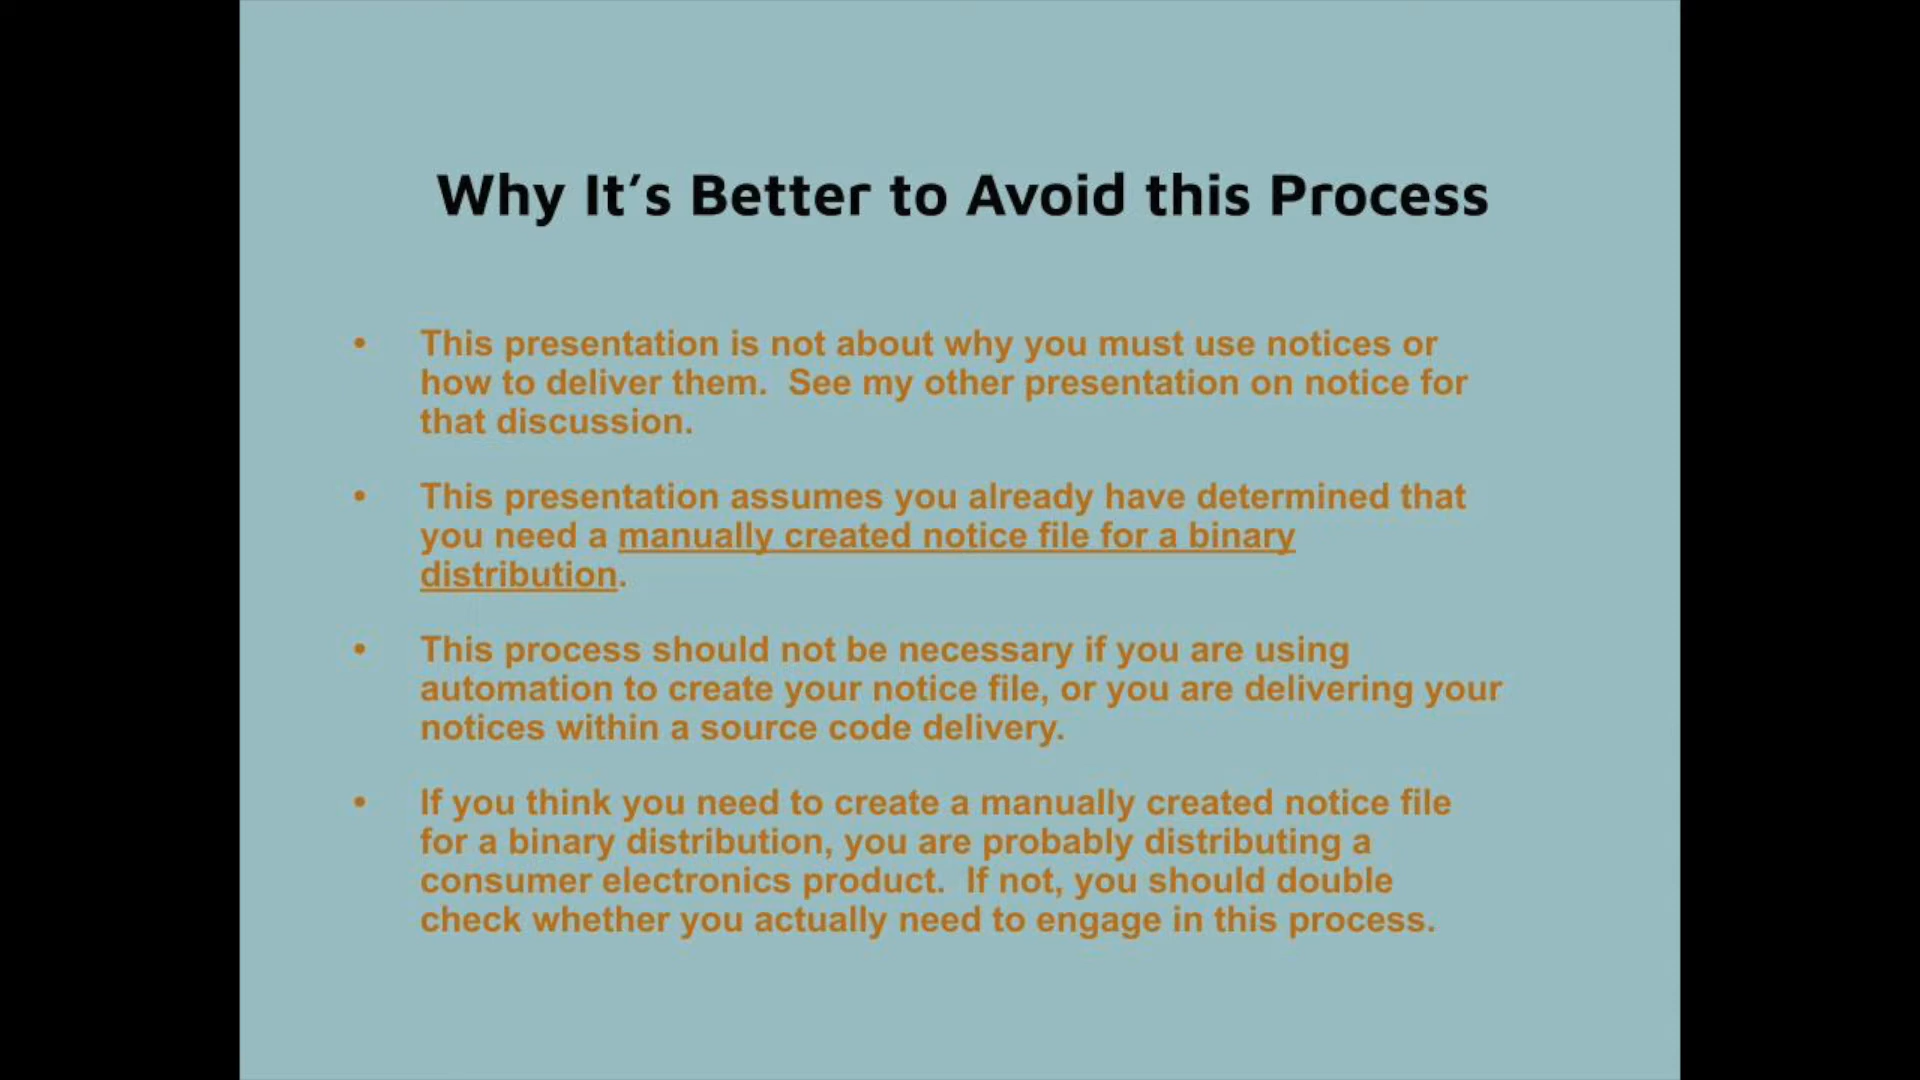 Why It´s Better to Avoid this Process
• This presentation is not about why you must use notices or
how to deliver them.  See my other presentation on notice for
that discussion.
• This presentation assumes you already have determined that
you need a manually created notice file for a binary
distribution.
• This process should not be necessary if you are using
automation to create your notice file, or you are delivering your
notices within a source code delivery.
• If you think you need to create a manually created notice file
for a binary distribution, you are probably distributing a
consumer electronics product.  If not, you should double
check whether you actually need to engage in this process.